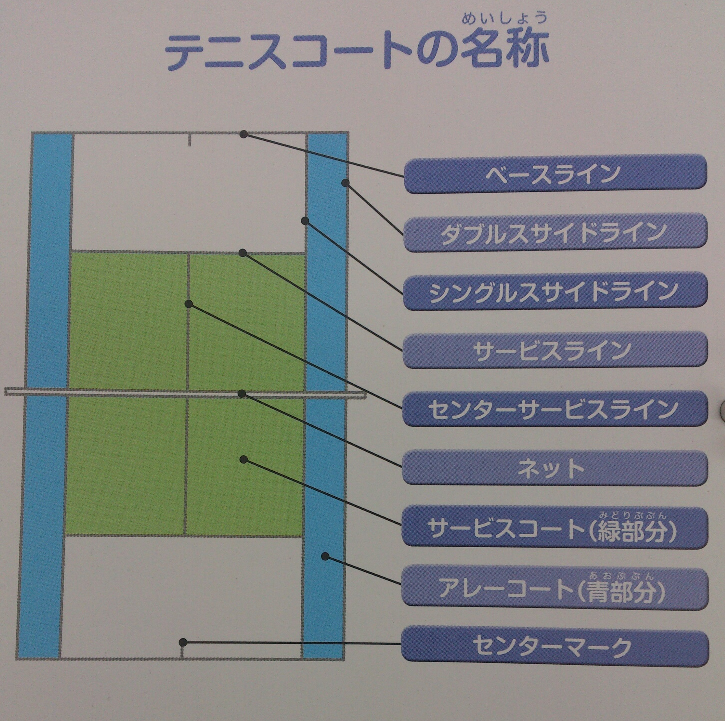 めいしょう
テニスコートの名称
ベースライン
ダブルスサイドライン
シングルスサイドライン
サービスライン
センターサービスライン
ネット
みどりぶぶん
サービスコート(緑部分)
あおぶぶん
アレーコート(青部分)
センターマーク